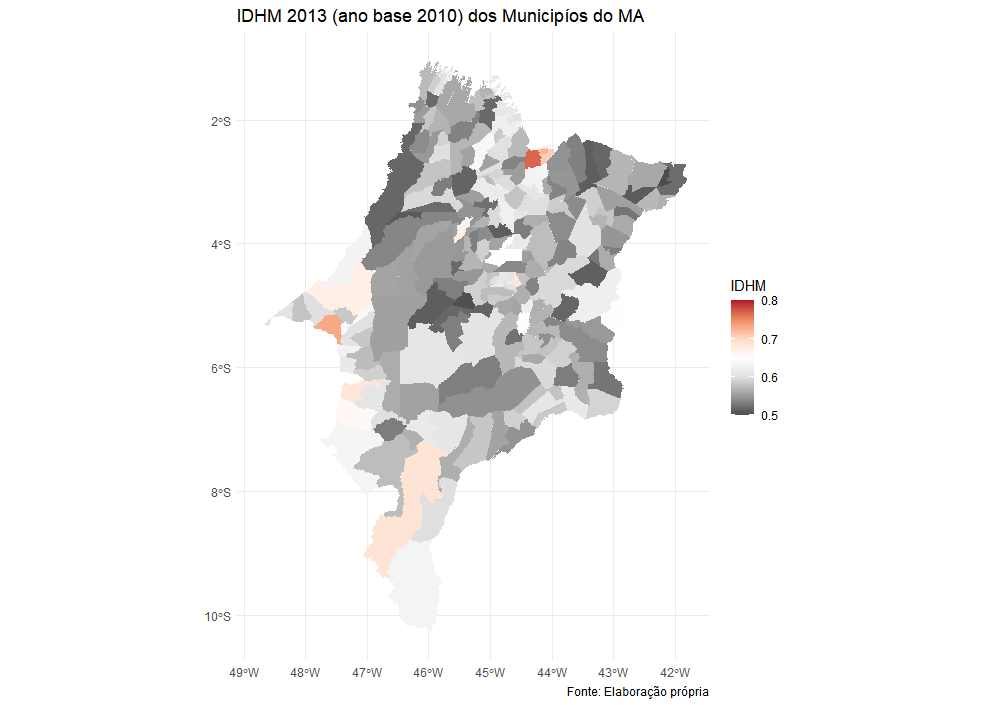 IDHM 2013 (ano base 2010) dos Municipíos do MA
2°S
4°S
6°S
8°S
10°S
49°W
48°W
47°W
46°W
45°W
44°W
43°W
42°W
IDHM
0.8
0.7
0.6
0.5
Fonte: Elaboração própria